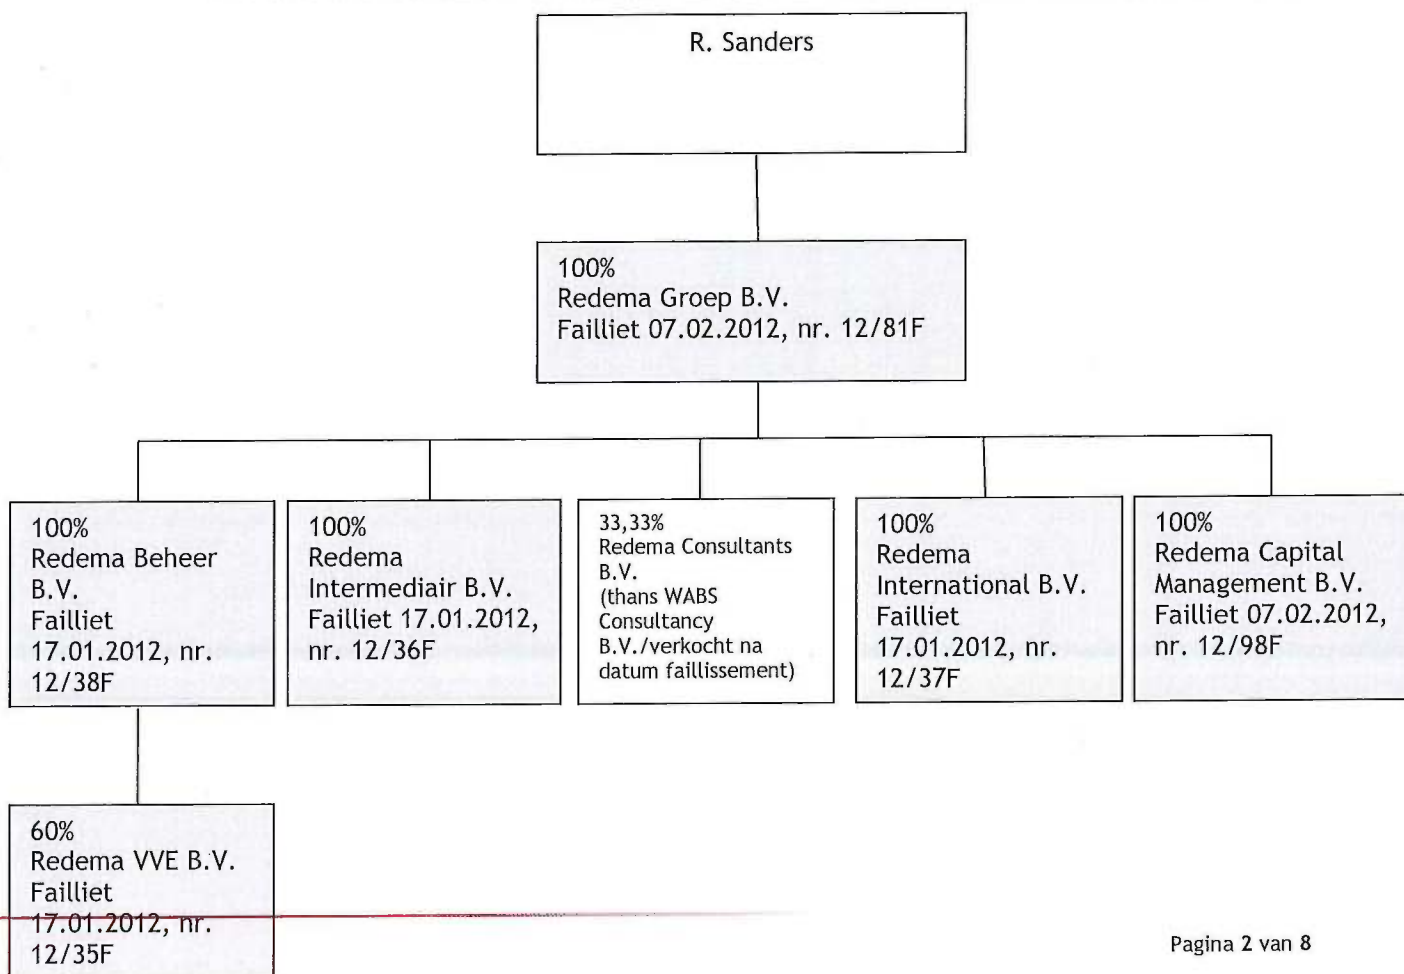 R. Sanders
100%
Redema Groep B.V.
Failliet 07.02.2012, nr. 12/81F
100%
Redema Beheer
B.V.
Failliet
17.01.2012, nr.
12/38F
100%
Redema
Intermediair B.V.
Failliet 17.01.2012,
nr. 12/36F
33,33%
Redema Consultants
B.V.
(thans WABS
Consultancy
B.V./verkocht na
datum faillissement)
100%
Redema
International B.V.
Failliet
17.01.2012, nr.
12/37F
100%
Redema Capital
Management B.V.
Failliet 07.02.2012,
nr. 12/98F
60%
Redema VVE B.V.
Failliet
17.01.2012, nr.
12/35F
Pagina 2 van 8